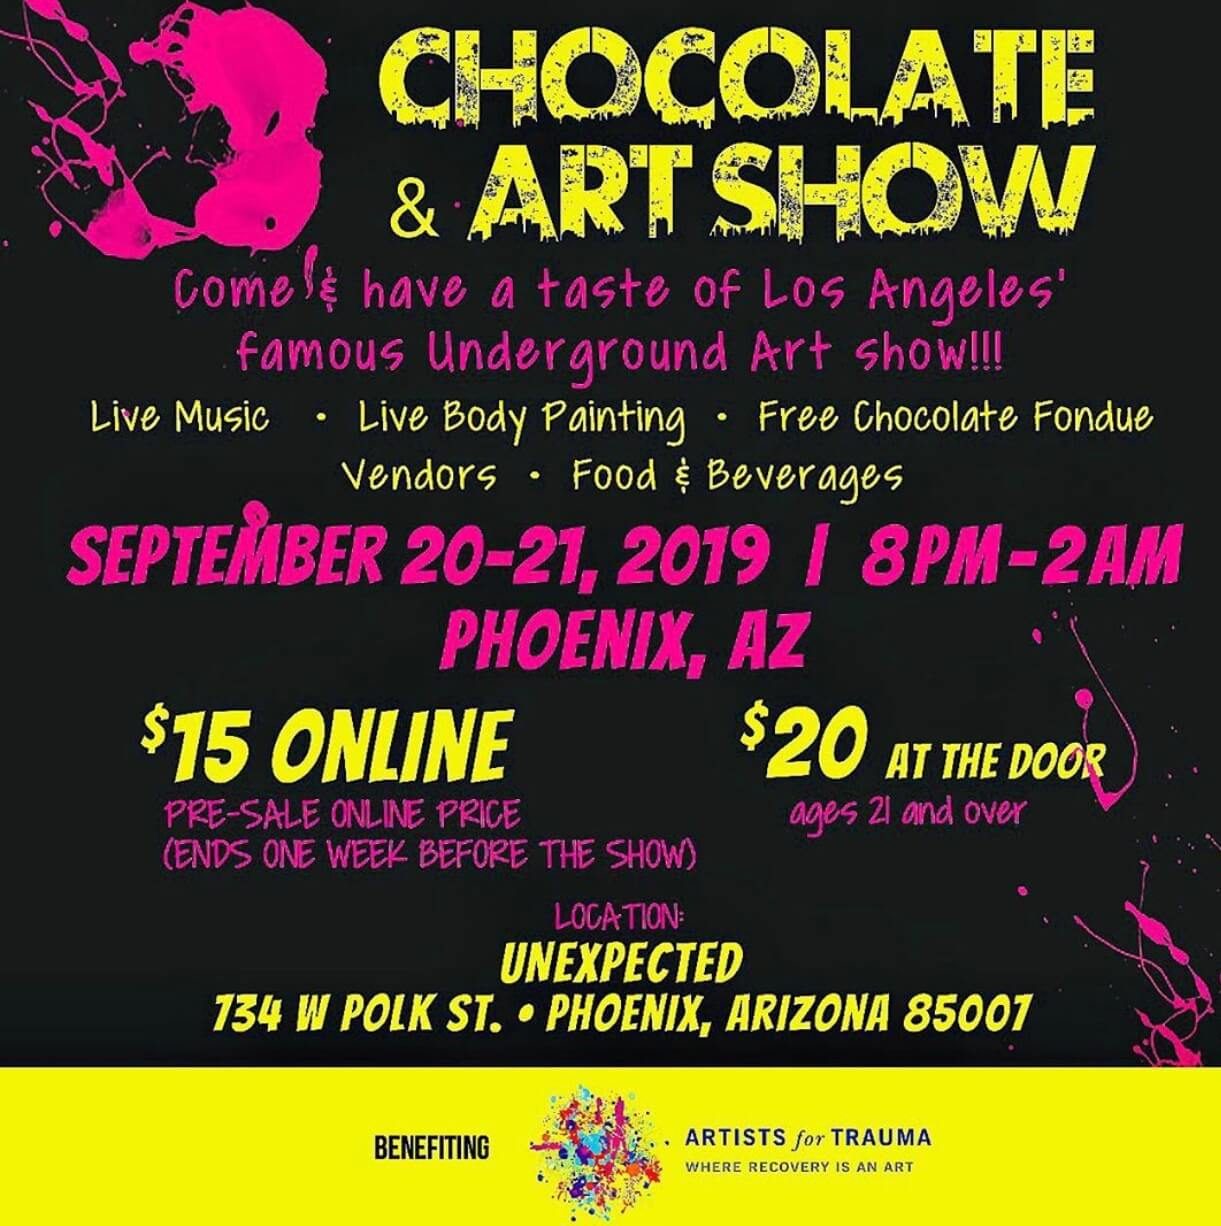 CHOCOLATE
& ART SHOW
Come & have a taste of Los Angeles'
famous Underground Art show!!!
Live Music • Live Body Painting • Free Chocolate Fondue
Vendors • Food & Beverages
SEPTEMBER 20-21, 2019 | 8PM-2AM
PHOENIX, AZ
$15 ONLINE
$20 AT THE DOOR
PRE-SALE ONLINE PRICE
ages 21 and over
(ENDS ONE WEEK BEFORE THE SHOW)
LOCATION:
UNEXPECTED
734 W POLK ST. • PHOENIX, ARIZONA 85007
BENEFITING
ARTISTS for TRAUMA
WHERE RECOVERY IS AN ART